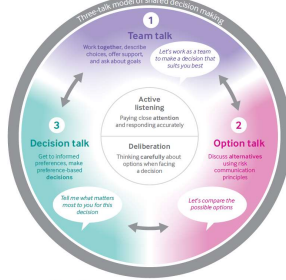 Three-talk model of shared decision making
1
Team talk
Work together, describe
choices, offer support,
and ask about goals
Let's work as a team
to make a decision that
suits you best
Active
listening
Paying close attention
and responding accurately
Deliberation
Thinking carefully about
options when facing
a decision
3
Decision talk
Get to informed
preferences, make
preference-based
decisions
Tell me what matters
most to you for this
decision
2
Option talk
Discuss alternatives
using risk
communication
principles
Let's compare the
possible options